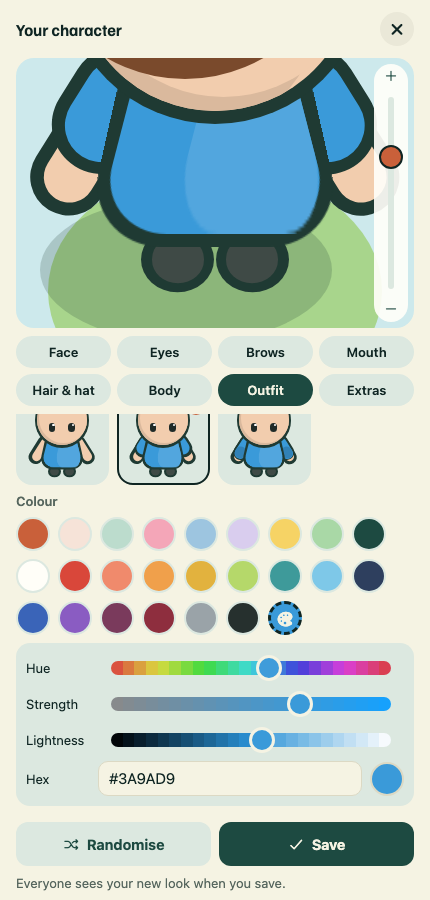 Your character
Face
Eyes
Brows
Mouth
Hair & hat
Body
Outfit
Extras
Colour
Hue
Strength
Lightness
Hex
#3A9AD9
Randomise
Save
Everyone sees your new look when you save.